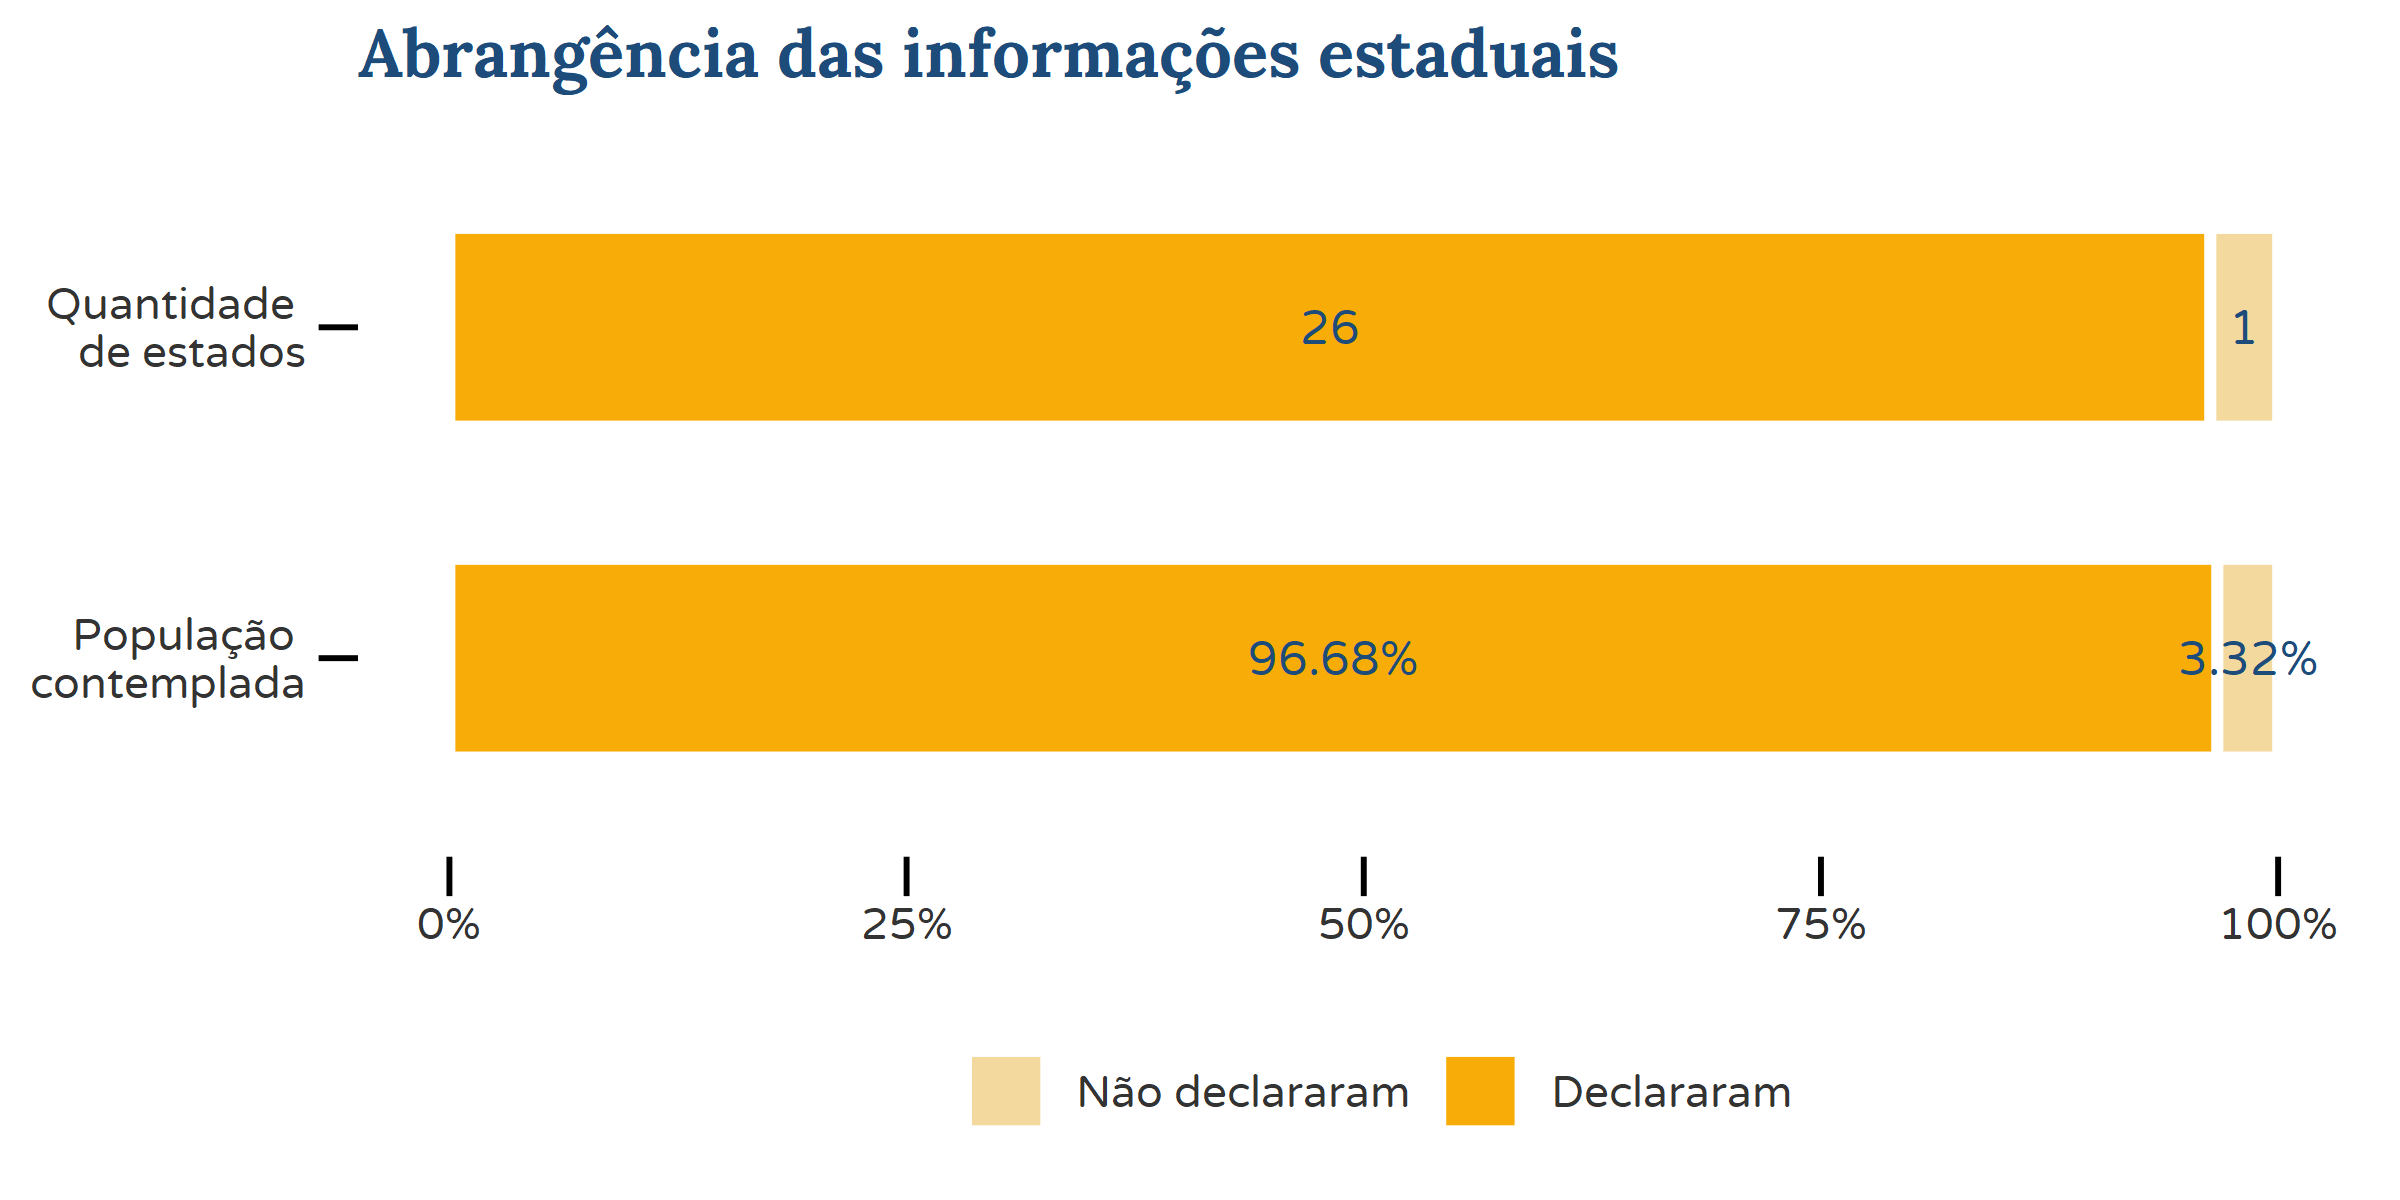 Abrangência das informações estaduais
Quantidade
de estados
26
1
População
contemplada
96.68%
3.32%
0%
25%
50%
75%
100%
Não declararam
Declararam